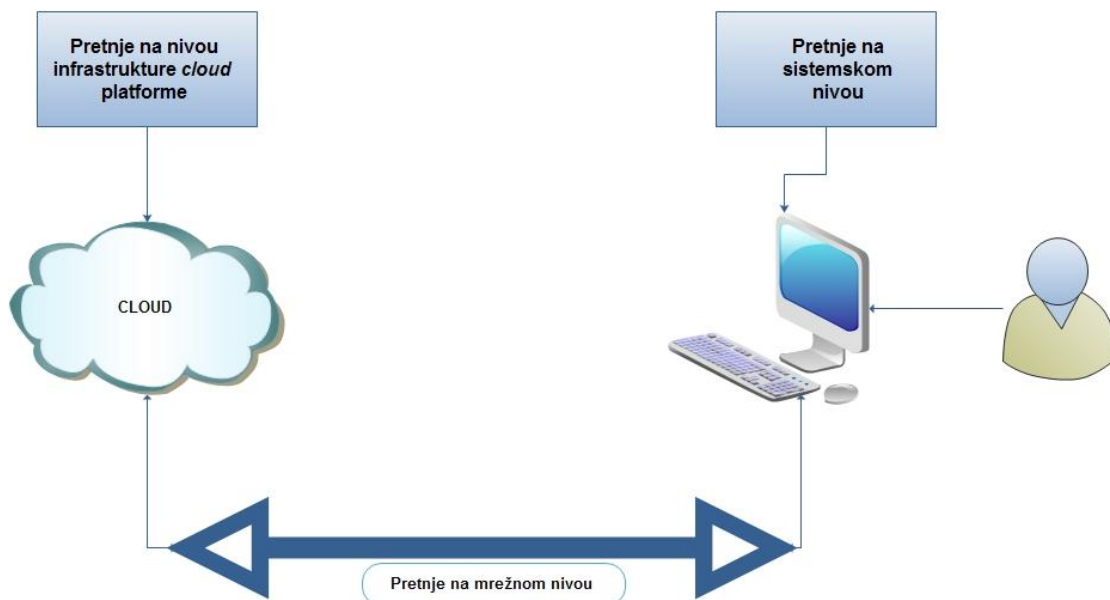 Pretnje na nivou
infrastrukture cloud
platforme
Pretnje na
sistemskom
nivou
CLOUD
Pretnje na mrežnom nivou